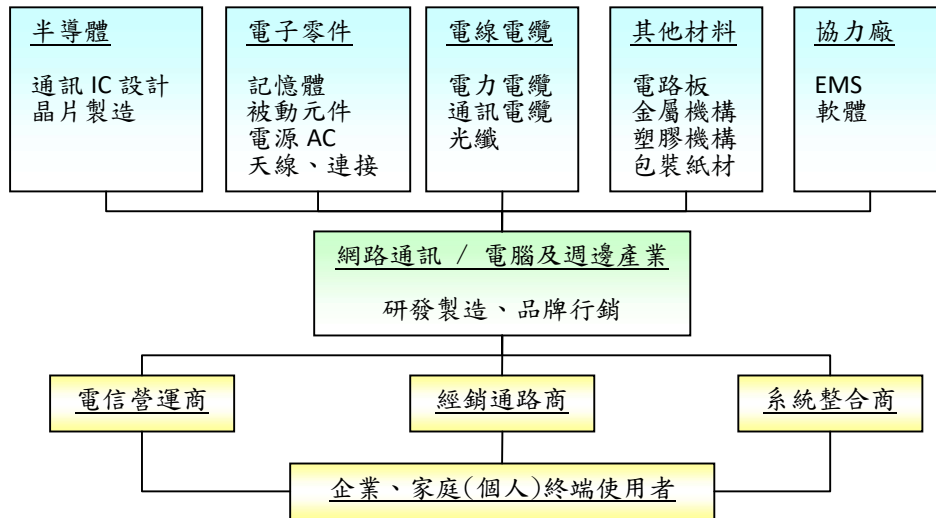 半導體
通訊 IC 設計
晶片製造
電子零件
記憶體
被動元件
電源 AC
天線、連接
電線電纜
電力電纜
通訊電纜
光纖
其他材料
電路板
金屬機構
塑膠機構
包裝紙材
協力廠
EMS
軟體
網路通訊 / 電腦及週邊產業
研發製造、品牌行銷
電信營運商
經銷通路商
系統整合商
企業、家庭(個人)終端使用者